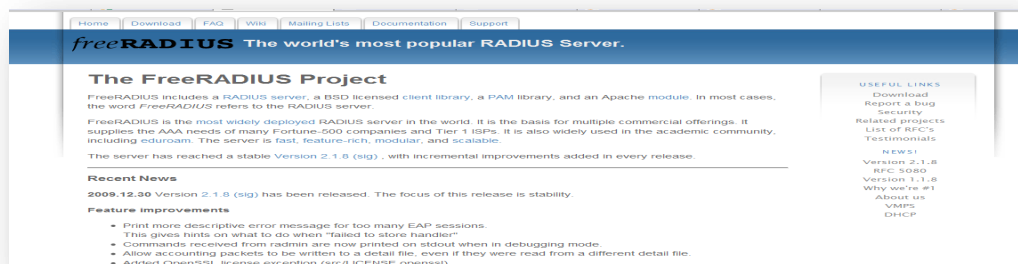 Home Download FAQ Wiki Mailing Lists Documentation Support
freeRADIUS The world's most popular RADIUS Server.
The FreeRADIUS Project
FreeRADIUS includes a RADIUS server, a BSD licensed client library, a PAM library, and an Apache module. In most cases,
the word FreeRADIUS refers to the RADIUS server.
FreeRADIUS is the most widely deployed RADIUS server in the world. It is the basis for multiple commercial offerings. It
supplies the AAA needs of many Fortune-500 companies and Tier 1 ISPs. It is also widely used in the academic community,
including eduroam. The server is fast, feature-rich, modular, and scalable.
The server has reached a stable Version 2.1.8 (sig) , with incremental improvements added in every release.
Recent News
2009.12.30 Version 2.1.8 (sig) has been released. The focus of this release is stability.
Feature improvements
• Print more descriptive error message for too many EAP sessions.
This gives hints on what to do when "failed to store handler"
• Commands received from radmin are now printed on stdout when in debugging mode.
• Allow accounting packets to be written to a detail file, even if they were read from a different detail file.
• Added OpenSSL license exception (src/LICENSE.openssl)
USEFUL LINKS
Download
Report a bug
Security
Related projects
List of RFC's
Testimonials
NEWS!
Version 2.1.8
RFC 5080
Version 1.1.8
Why we're #1
About us
VMPS
DHCP